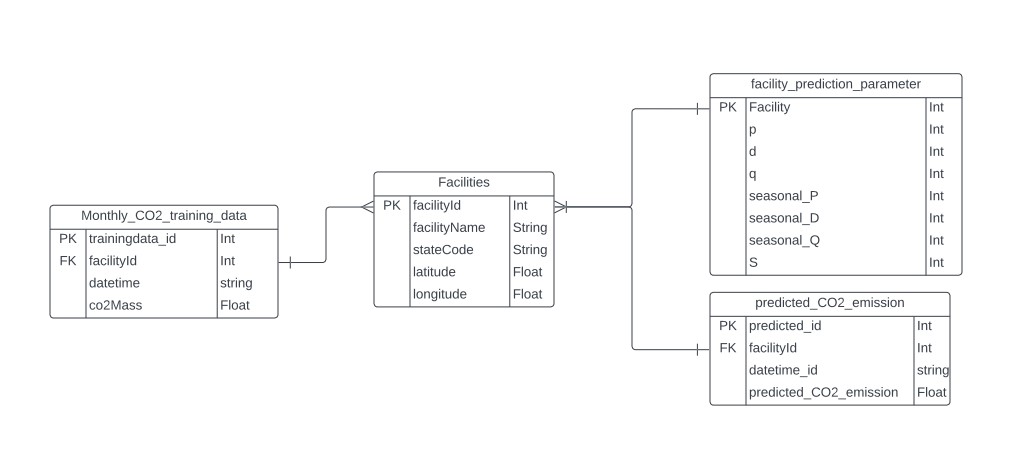 Monthly_CO2_training_data
PK trainingdata_id Int
FK facilityId Int
datetime string
co2Mass Float
Facilities
PK facilityId Int
facilityName String
stateCode String
latitude Float
longitude Float
facility_prediction_parameter
PK Facility Int
p Int
d Int
q Int
seasonal_P Int
seasonal_D Int
seasonal_Q Int
S Int
predicted_CO2_emission
PK predicted_id Int
FK facilityId Int
datetime_id string
predicted_CO2_emission Float